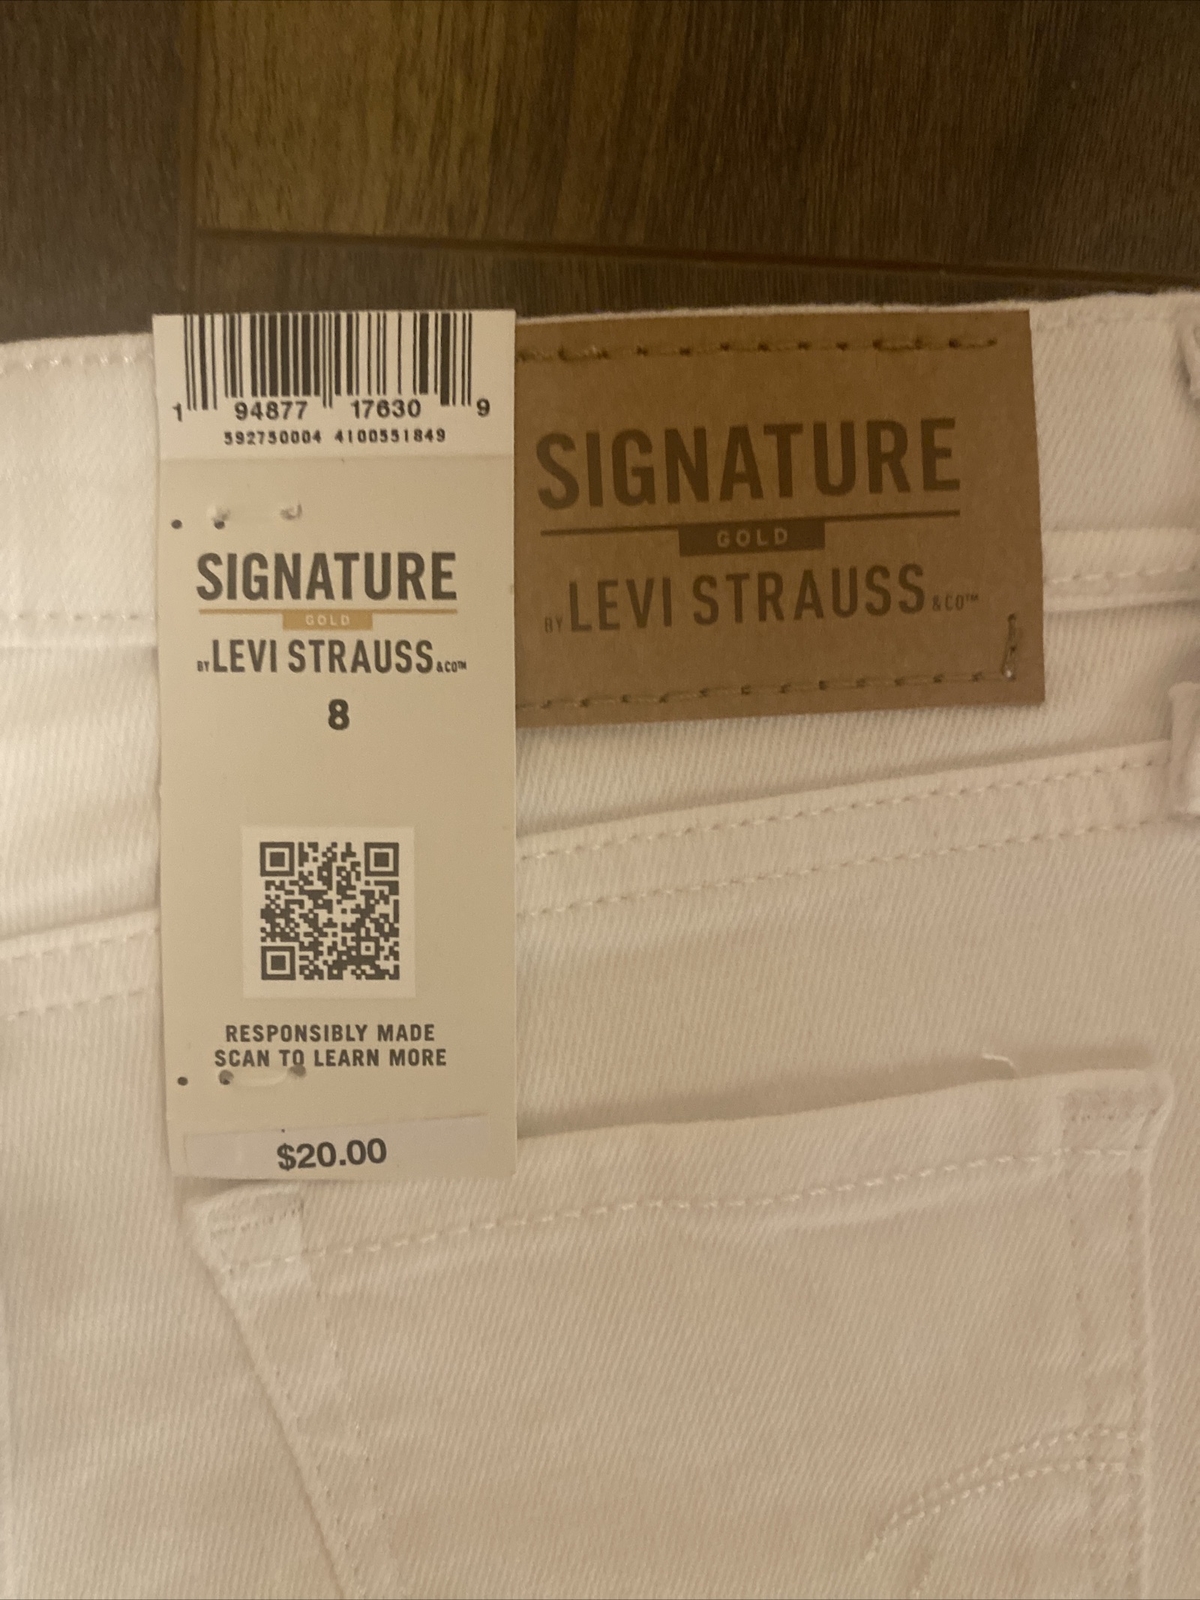 1 94877 17630 9
592750004 4100551849
SIGNATURE
GOLD
BY LEVI STRAUSS & CO™
8
RESPONSIBLY MADE
SCAN TO LEARN MORE
$20.00
SIGNATURE
GOLD
BY LEVI STRAUSS & CO™